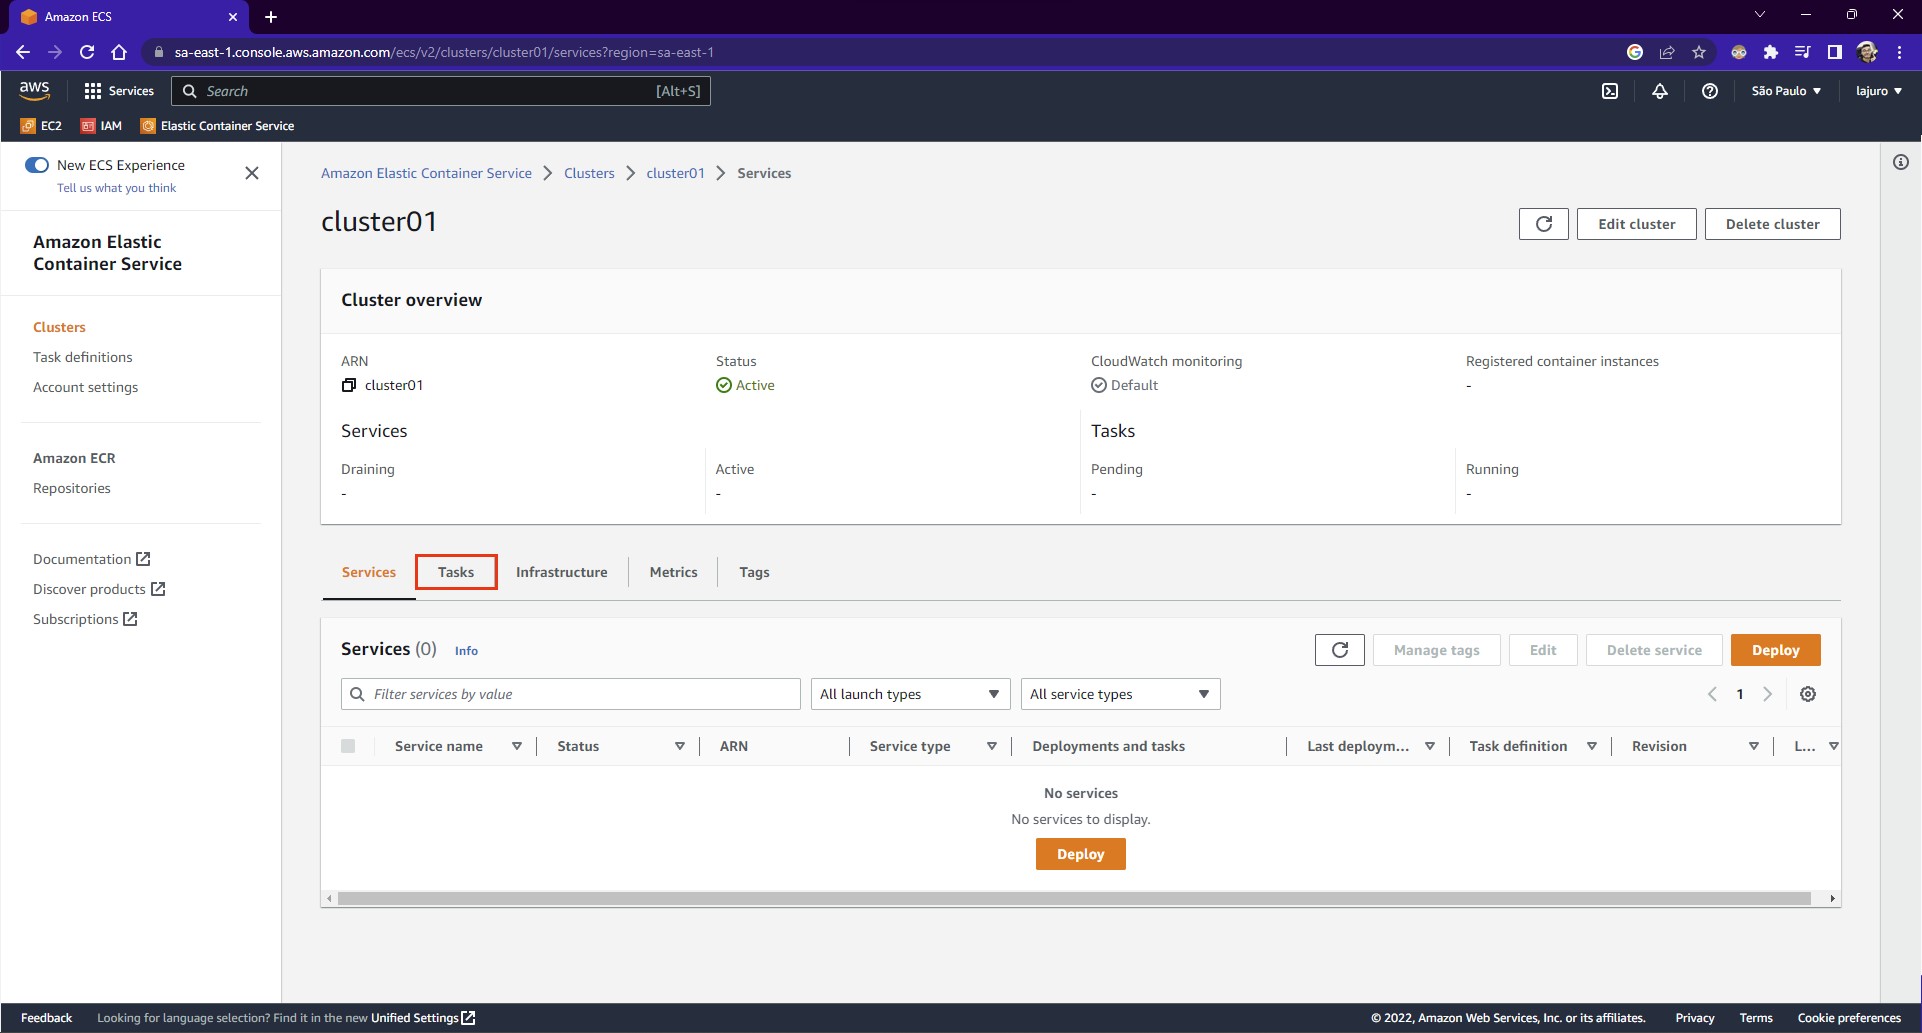 Amazon ECS
sa-east-1.console.aws.amazon.com/ecs/v2/clusters/cluster01/services?region=sa-east-1
aws Services Search [Alt+S] São Paulo lajuro
EC2 IAM Elastic Container Service
New ECS Experience
Tell us what you think
Amazon Elastic
Container Service
Clusters
Task definitions
Account settings
Amazon ECR
Repositories
Documentation
Discover products
Subscriptions
Amazon Elastic Container Service > Clusters > cluster01 > Services
cluster01
Edit cluster Delete cluster
Cluster overview
ARN Status CloudWatch monitoring Registered container instances
cluster01 Active Default -
Services Tasks
Draining Active Pending Running
- - - -
Services Tasks Infrastructure Metrics Tags
Services (0) Info Manage tags Edit Delete service Deploy
Filter services by value All launch types All service types 1
Service name Status ARN Service type Deployments and tasks Last deploym... Task definition Revision L...
No services
No services to display.
Deploy
Feedback Looking for language selection? Find it in the new Unified Settings © 2022, Amazon Web Services, Inc. or its affiliates. Privacy Terms Cookie preferences